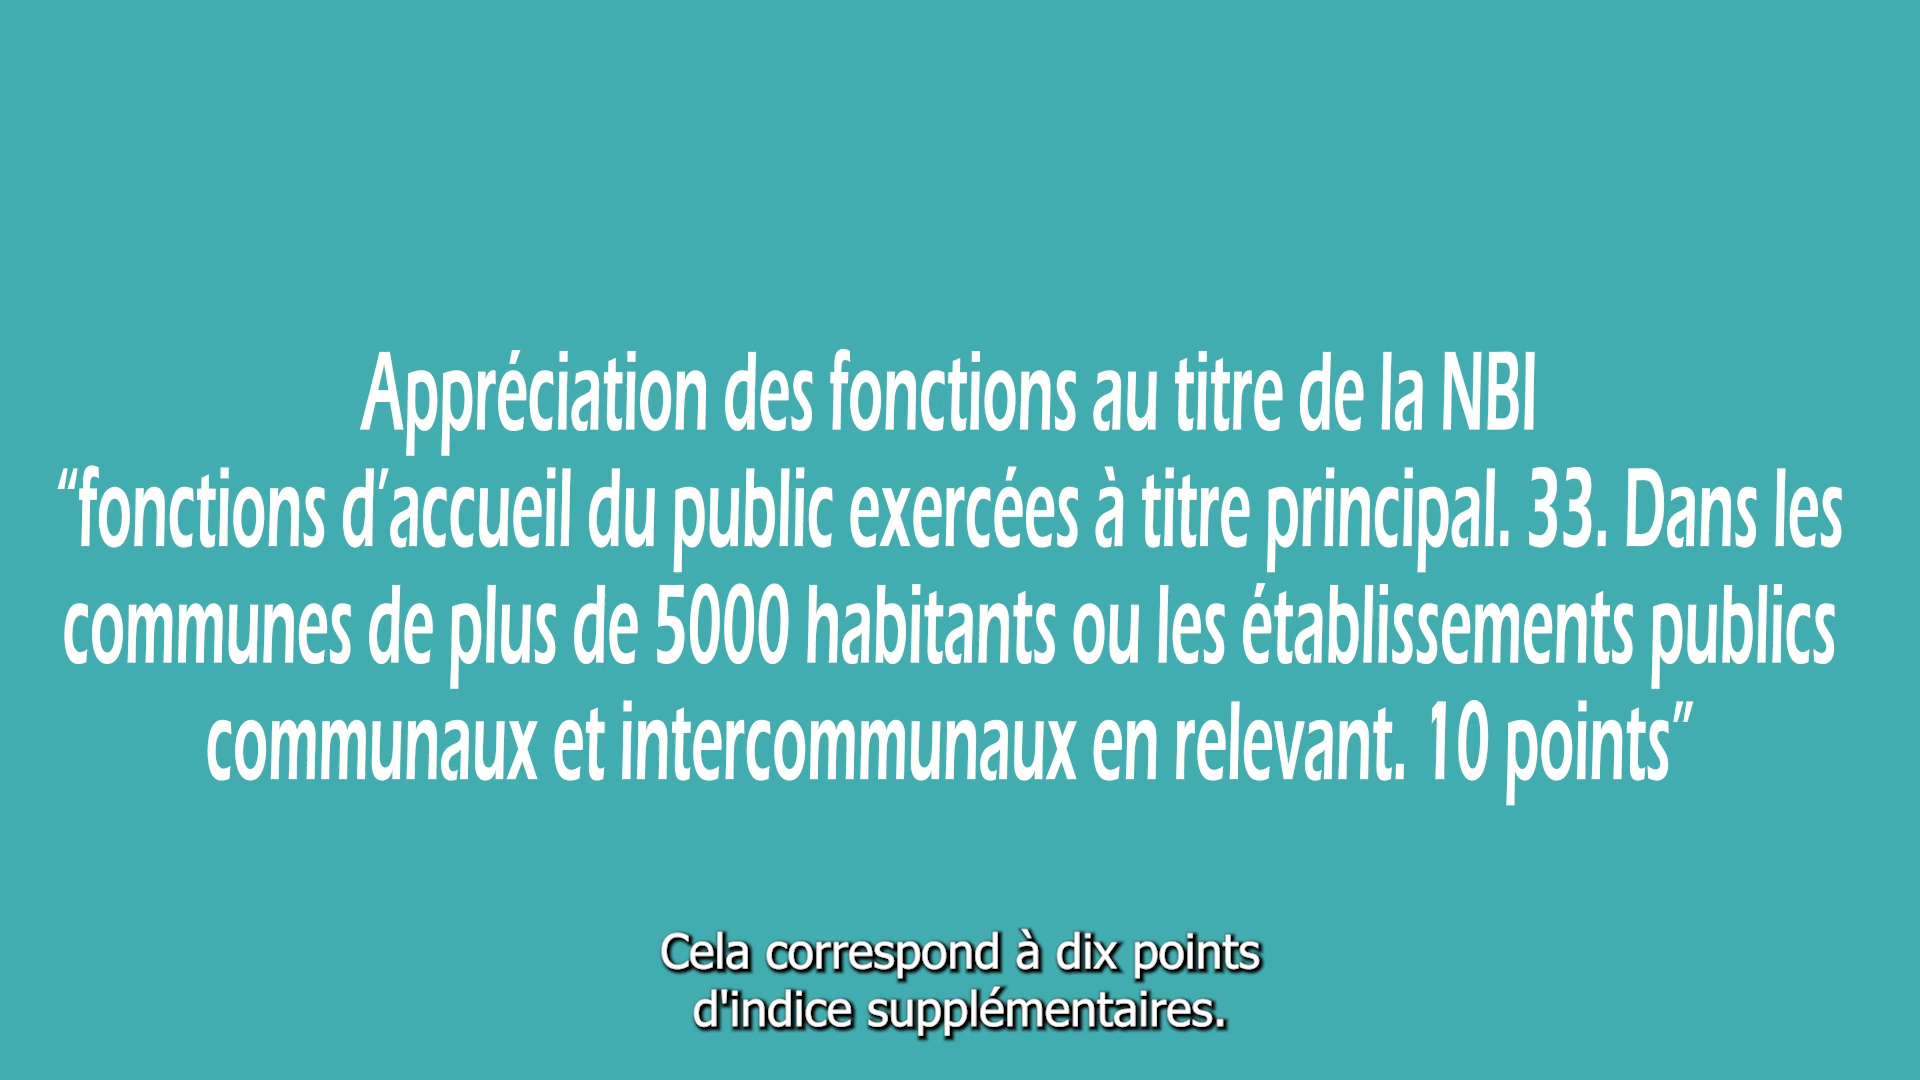 Appréciation des fonctions au titre de la NBI
“fonctions d’accueil du public exercées à titre principal. 33. Dans les
communes de plus de 5000 habitants ou les établissements publics
communaux et intercommunaux en relevant. 10 points”
Cela correspond à dix points
d'indice supplémentaires.